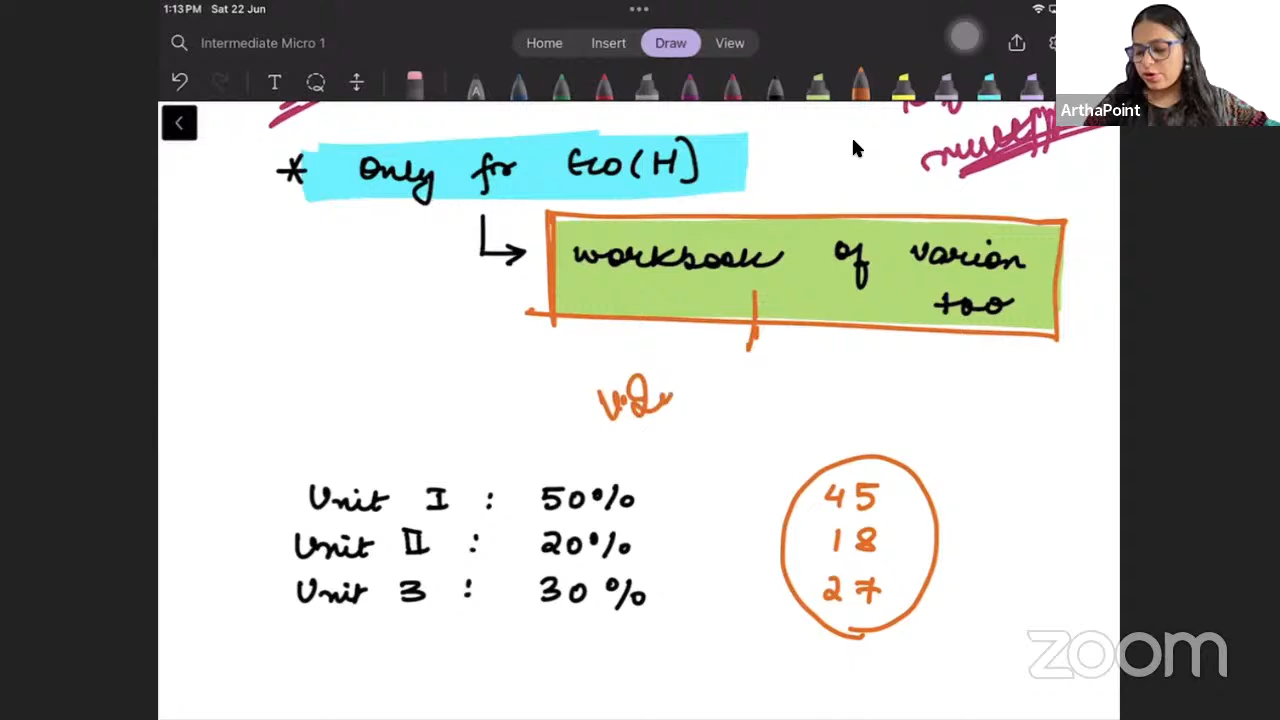 1:13 PM Sat 22 Jun
Intermediate Micro 1
Home Insert Draw View
ArthaPoint
* Only for Eco(H)
workbook of varian
too
Unit I : 50% 45
Unit II : 20% 18
Unit 3 : 30% 27
zoom